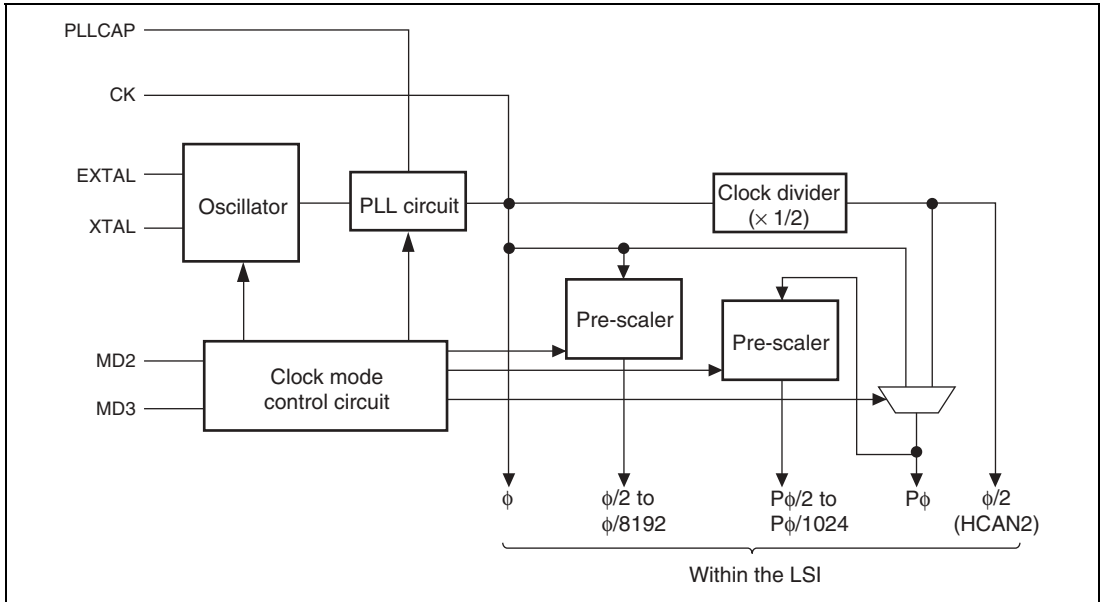 PLLCAP
CK
EXTAL
XTAL
Oscillator
PLL circuit
Clock divider
(× 1/2)
Pre-scaler
Pre-scaler
MD2
MD3
Clock mode
control circuit
ϕ
ϕ/2 to
ϕ/8192
Pϕ/2 to
Pϕ/1024
Pϕ
ϕ/2
(HCAN2)
Within the LSI